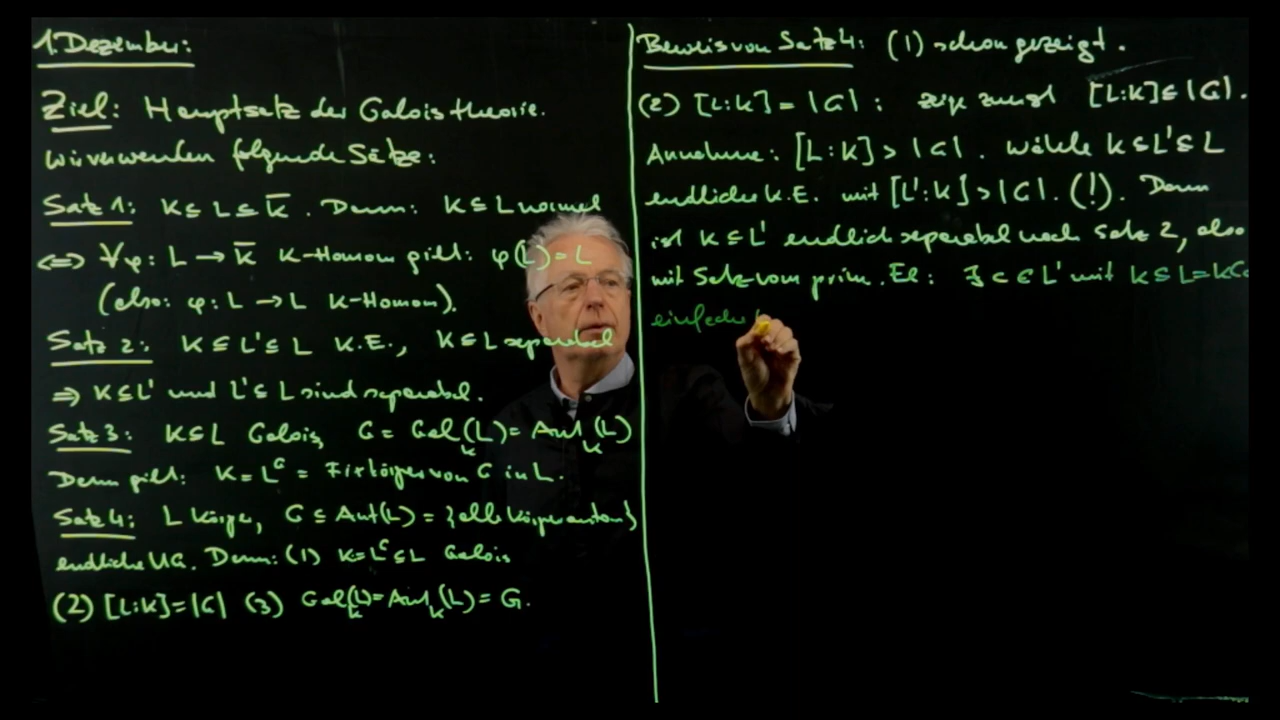 1. Dezember:
Ziel: Hauptsatz der Galoistheorie.
Wir verwenden folgende Sätze:
Satz 1: K ⊆ L ⊆ K̅. Dann: K ⊆ L normal
⇔ ∀φ: L → K̅ K-Homom gilt: φ(L) = L
(also: φ: L → L K-Homom).
Satz 2: K ⊆ L' ⊆ L K.E., K ⊆ L separabel
⇒ K ⊆ L' und L' ⊆ L sind separabel.
Satz 3: K ⊆ L Galois, G = Gal_K(L) = Aut_K(L)
Dann gilt: K = L^G = Fixkörper von G in L.
Satz 4: L Körper, G ⊆ Aut(L) = {alle Körperautom}
endliche UG. Dann: (1) K = L^G ⊆ L Galois
(2) [L:K] = |G| (3) Gal_K(L) = Aut_K(L) = G.
Beweis von Satz 4: (1) schon gezeigt.
(2) [L:K] = |G|: zeige zuerst [L:K] ≤ |G|.
Annahme: [L:K] > |G|. Wähle K ⊆ L' ⊆ L
endliche K.E. mit [L':K] > |G|. (!). Dann
ist K ⊆ L' endlich separabel nach Satz 2, also
mit Satz vom prim. El: ∃ c ∈ L' mit K ⊆ L = K(c
einfache